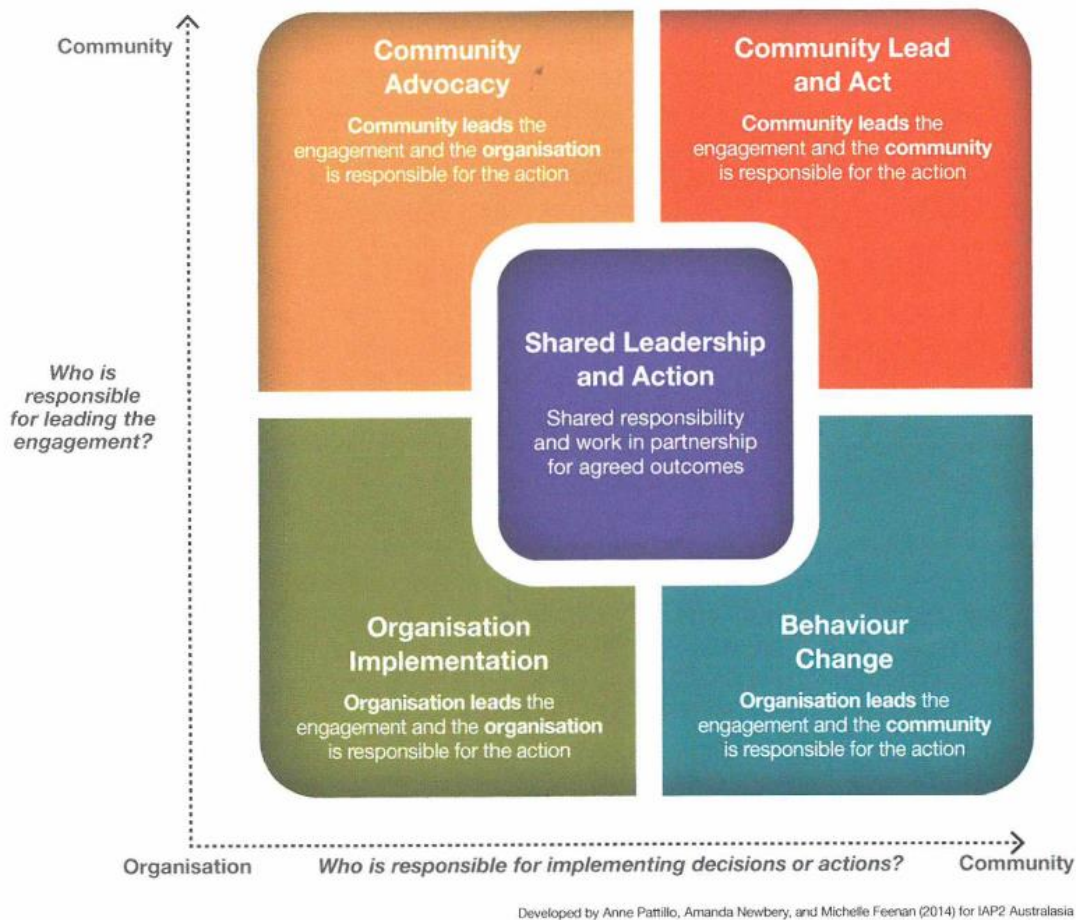 Community
Community
Advocacy
Community leads the
engagement and the organisation
is responsible for the action
Community Lead
and Act
Community leads the
engagement and the community
is responsible for the action
Who is
responsible
for leading the
engagement?
Shared Leadership
and Action
Shared responsibility
and work in partnership
for agreed outcomes
Organisation
Implementation
Organisation leads the
engagement and the organisation
is responsible for the action
Behaviour
Change
Organisation leads the
engagement and the community
is responsible for the action
Organisation
Who is responsible for implementing decisions or actions?
Community
Developed by Anne Pattillo, Amanda Newbery, and Michelle Feenan (2014) for IAP2 Australasia